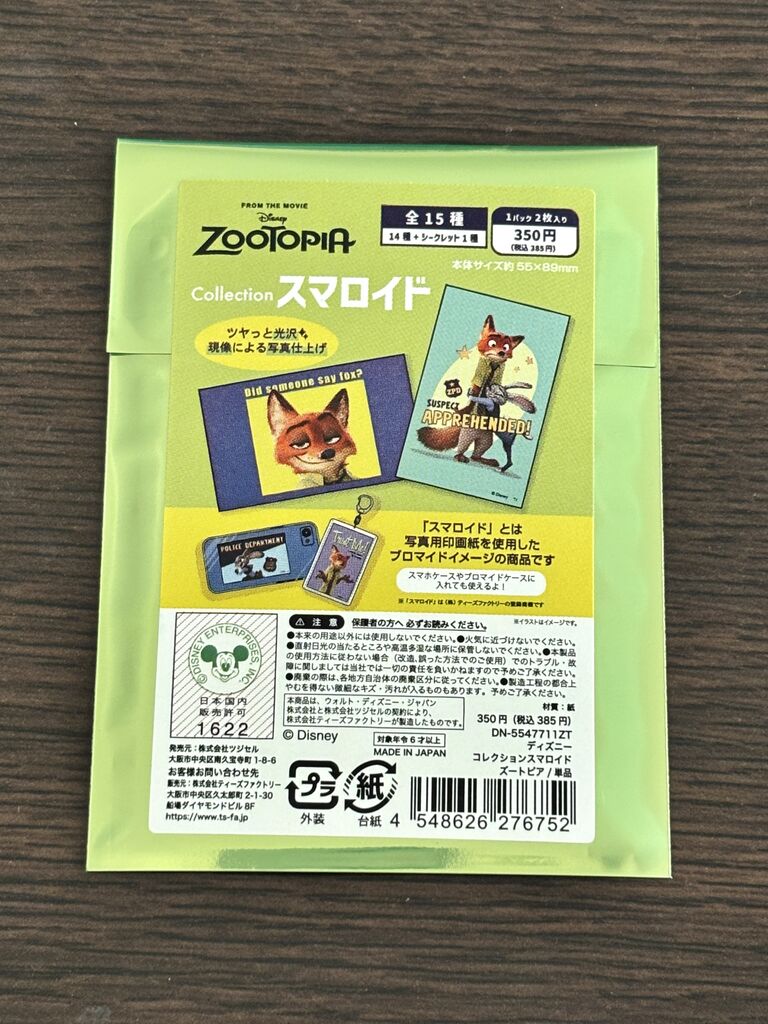 FROM THE MOVIE
Disney
ZOOTOPIA
全15種
14種+シークレット1種
1パック 2枚入り
350円
(税込 385円)
本体サイズ約 55×89mm
Collection スマロイド
ツヤっと光沢
現像による写真仕上げ
Did someone say fox?
ZPD
SUSPECT
APPREHENDED!
© Disney
POLICE DEPARTMENT
Trust Me!
「スマロイド」とは
写真用印画紙を使用した
ブロマイドイメージの商品です
スマホケースやブロマイドケースに
入れても使えるよ!
※「スマロイド」は(株)ティーズファクトリーの登録商標です
※イラストはイメージです。
注意 保護者の方へ 必ずお読みください。
●本来の用途以外には使用しないでください。●火気に近づけないでください。
●直射日光の当たるところや高温多湿な場所に保管しないでください。●本製品
の使用方法に従わない場合(改造、誤った方法でのご使用)でのトラブル・故
障に関しましては当社では一切の責任を負いかねますので予めご了承ください。
●廃棄の際は、各地方自治体の廃棄区分に従ってください。●製造工程の都合上
やむを得ない微細なキズ・汚れが入るものもあります。予めご了承ください。
©DISNEY ENTERPRISES, INC.
日本国内
販売許可
1622
本商品は、ウォルト・ディズニー・ジャパン
株式会社と株式会社ツジセルの契約により、
株式会社ティーズファクトリーが製造したものです。
© Disney
対象年令6才以上
MADE IN JAPAN
材質:紙
350円(税込 385円)
DN-5547711ZT
ディズニー
コレクションスマロイド
ズートピア/単品
発売元:株式会社ツジセル
大阪市中央区南久宝寺町 1-8-6
お客様お問い合わせ先
販売元:株式会社ティーズファクトリー
大阪市中央区久太郎町 2-1-30
船場ダイヤモンドビル 8F
https://www.ts-fa.jp
プラ
外装
紙
台紙
4 548626 276752